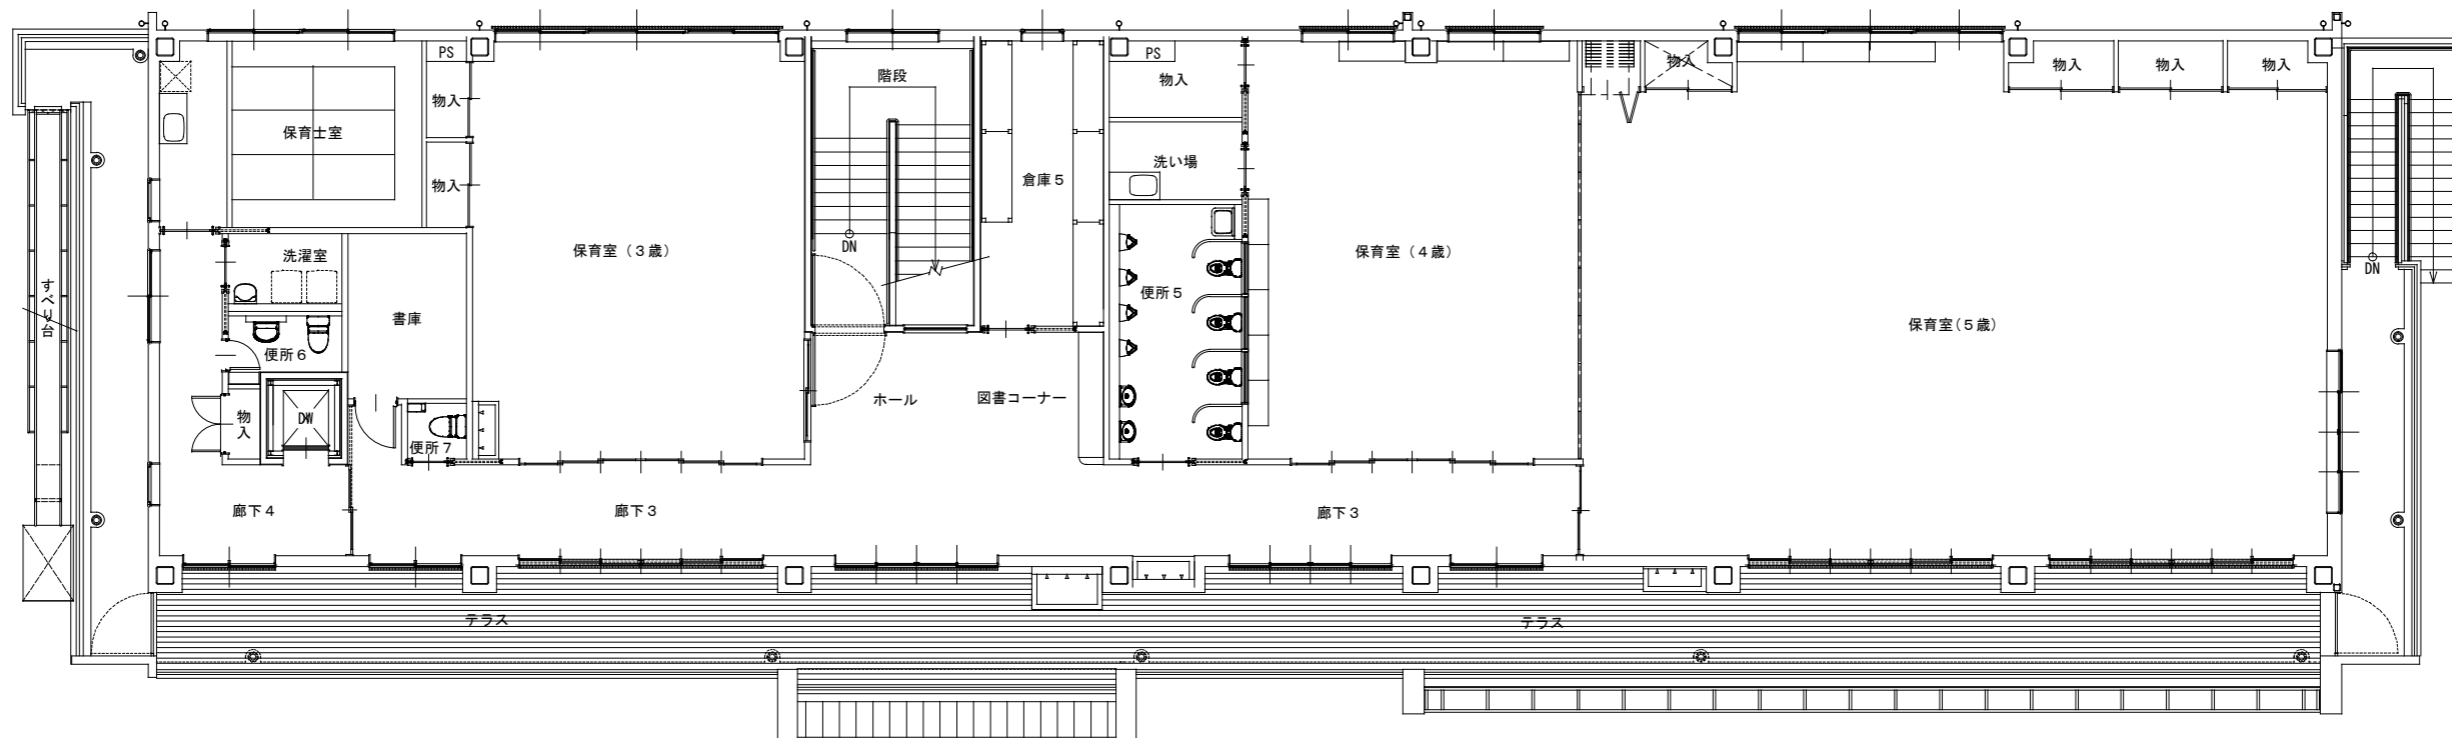 PS
階段
PS
物入
物入
物入
物入
物入
物入
保育士室
物入
洗い場
倉庫5
DN
保育室(3歳)
保育室(4歳)
洗濯室
DN
便所5
すべり台
書庫
保育室(5歳)
便所6
ホール
図書コーナー
物入
DW
便所7
廊下4
廊下3
廊下3
テラス
テラス